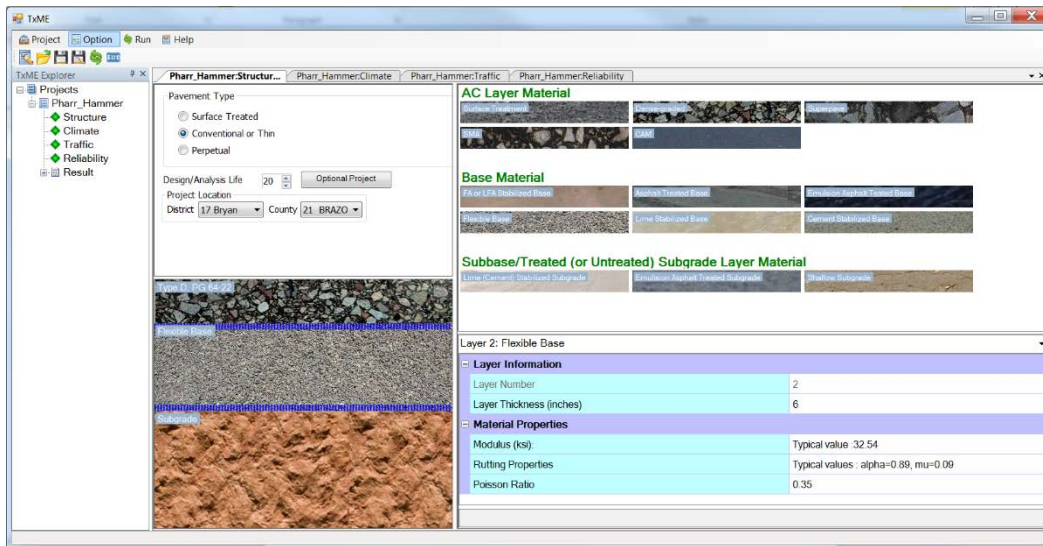 TxME
Project Option Run Help
TxME Explorer
Projects
Pharr_Hammer
Structure
Climate
Traffic
Reliability
Result
Pharr_Hammer:Structur... Pharr_Hammer:Climate Pharr_Hammer:Traffic Pharr_Hammer:Reliability
Pavement Type
Surface Treated
Conventional or Thin
Perpetual
Design/Analysis Life 20 Optional Project
Project Location
District 17 Bryan County 21 BRAZO
Type D, PG 64-22
Flexible Base
Subgrade
AC Layer Material
Surface Treatment Dense-graded Superpave
SMA CAM
Base Material
FA or LFA Stabilized Base Asphalt Treated Base Emulsion Asphalt Teated Base
Flexible Base Lime Stabilized Base Cement Stabilized Base
Subbase/Treated (or Untreated) Subgrade Layer Material
Lime (Cement) Stabilized Subgrade Emulsion Asphalt Treated Subgrade Shallow Subgrade
Layer 2: Flexible Base
Layer Information
Layer Number 2
Layer Thickness (inches) 6
Material Properties
Modulus (ksi): Typical value :32.54
Rutting Properties Typical values : alpha=0.89, mu=0.09
Poisson Ratio 0.35